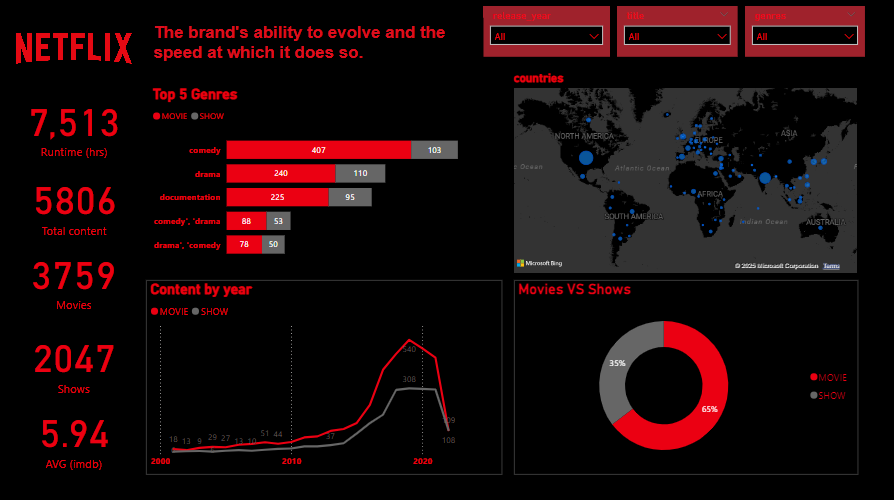 NETFLIX
The brand's ability to evolve and the
speed at which it does so.
release_year
title
genres
All
All
All
7,513
Runtime (hrs)
5806
Total content
3759
Movies
2047
Shows
5.94
AVG (Imdb)
Top 5 Genres
MOVIE SHOW
comedy 407 103
drama 240 110
documentation 225 95
comedy', 'drama 88 53
drama', 'comedy 78 50
countries
NORTH AMERICA
EUROPE
ASIA
Atlantic Ocean
AFRICA
SOUTH AMERICA
Indian Ocean
AUSTRALIA
Microsoft Bing
© 2025 Microsoft Corporation Terms
Content by year
MOVIE SHOW
540
308
18 13 9 29 27 13 10 51 44 37
108
2000 2010 2020
Movies VS Shows
35%
65%
MOVIE
SHOW